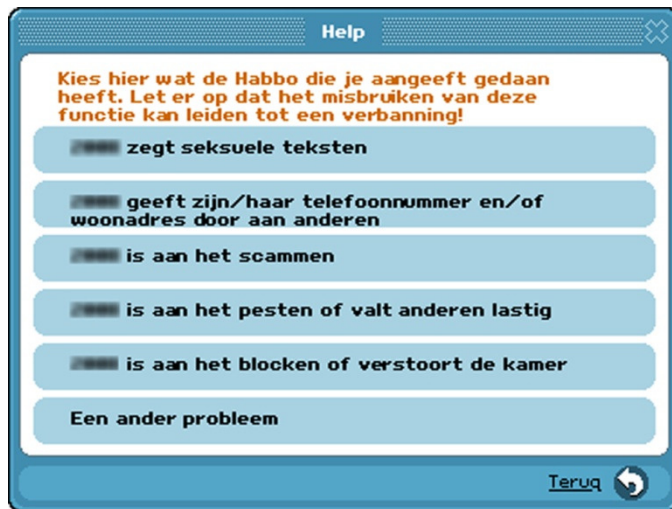 Help
Kies hier wat de Habbo die je aangeeft gedaan
heeft. Let er op dat het misbruiken van deze
functie kan leiden tot een verbanning!
zegt seksuele teksten
geeft zijn/haar telefoonnummer en/of
woonadres door aan anderen
is aan het scammen
is aan het pesten of valt anderen lastig
is aan het blocken of verstoort de kamer
Een ander probleem
Terug